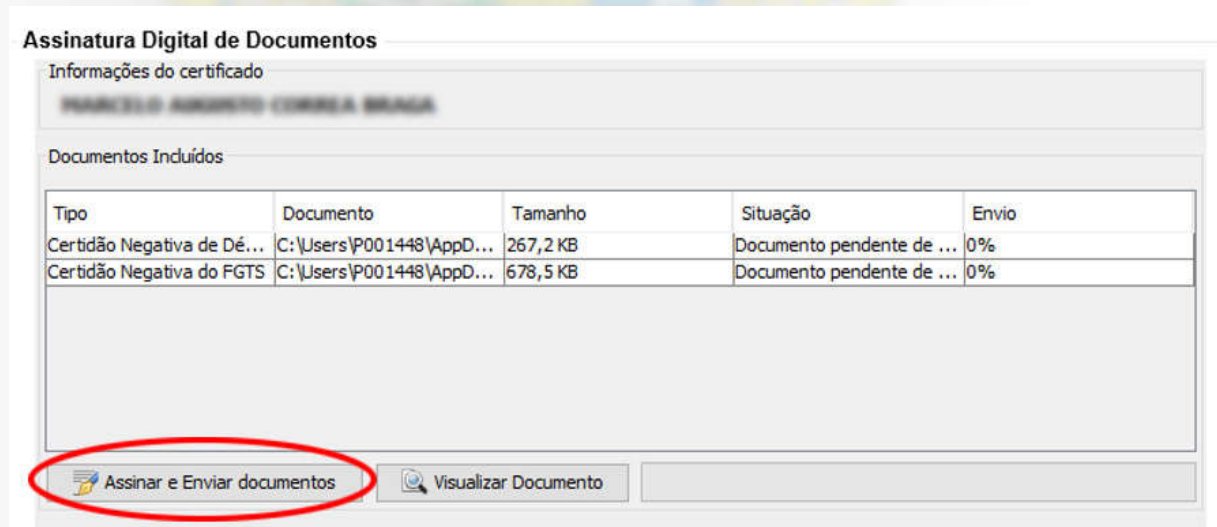 Assinatura Digital de Documentos
Informações do certificado
Documentos Incluídos
Tipo Documento Tamanho Situação Envio
Certidão Negativa de Dé... C:\Users\P001448\AppD... 267,2 KB Documento pendente de ... 0%
Certidão Negativa do FGTS C:\Users\P001448\AppD... 678,5 KB Documento pendente de ... 0%
Assinar e Enviar documentos Visualizar Documento